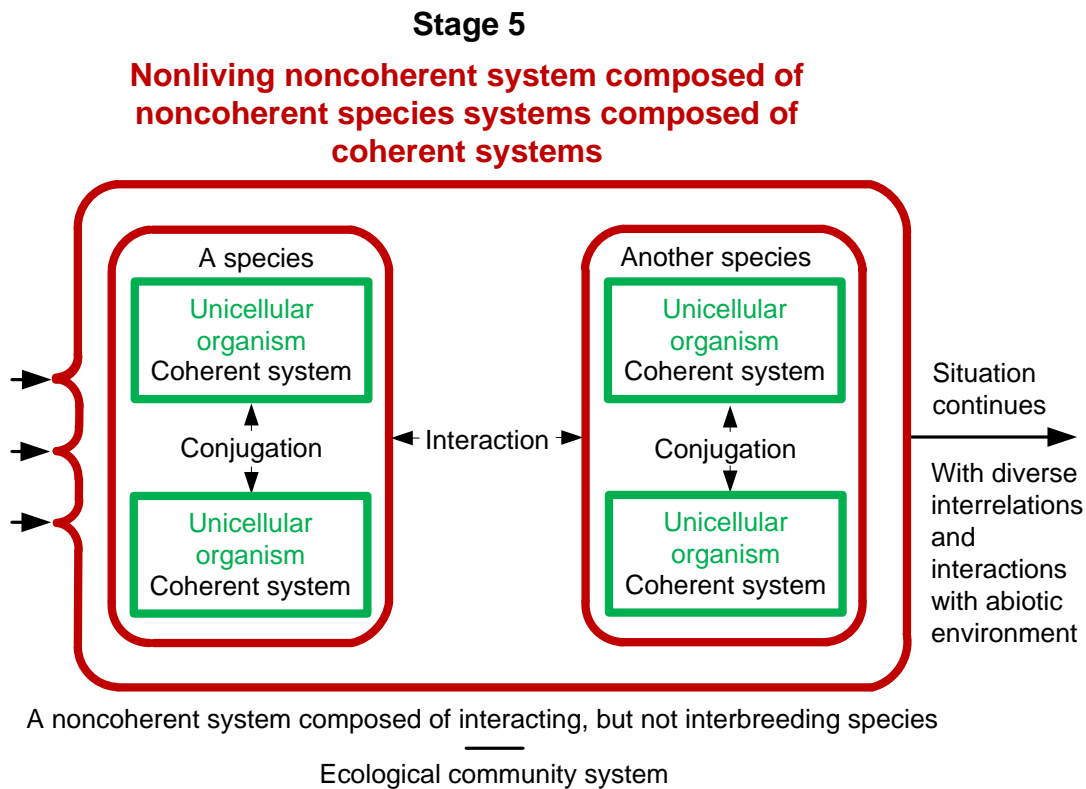 Stage 5
Nonliving noncoherent system composed of
noncoherent species systems composed of
coherent systems
A species
Unicellular
organism
Coherent system
Conjugation
Unicellular
organism
Coherent system
Interaction
Another species
Unicellular
organism
Coherent system
Conjugation
Unicellular
organism
Coherent system
Situation
continues
With diverse
interrelations
and
interactions
with abiotic
environment
A noncoherent system composed of interacting, but not interbreeding species
Ecological community system